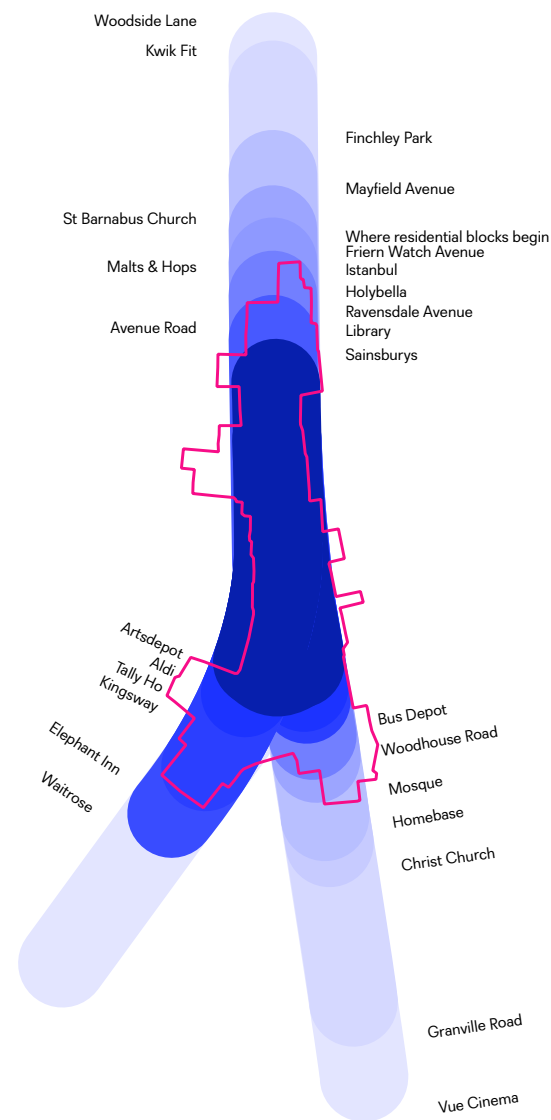 Woodside Lane
Kwik Fit
Finchley Park
Mayfield Avenue
St Barnabus Church
Where residential blocks begin
Friern Watch Avenue
Malts & Hops
Istanbul
Holybella
Ravensdale Avenue
Avenue Road
Library
Sainsburys
Artsdepot
Aldi
Tally Ho
Kingsway
Bus Depot
Elephant Inn
Woodhouse Road
Waitrose
Mosque
Homebase
Christ Church
Granville Road
Vue Cinema